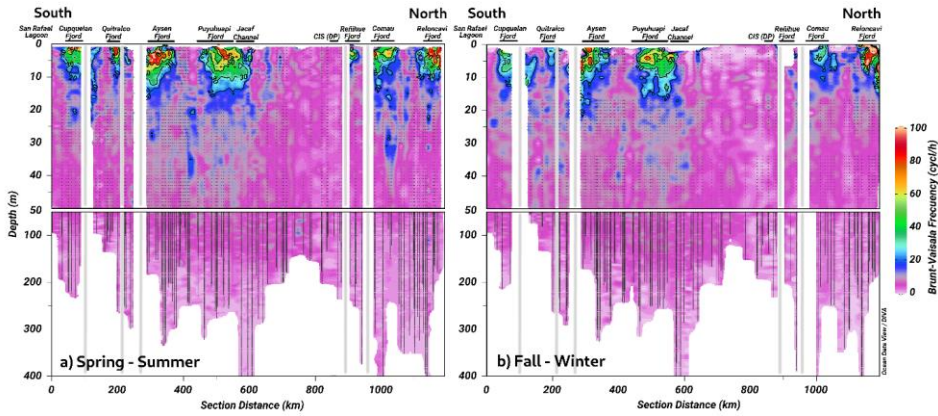 South North
San Rafael Lagoon Cupquelan Fjord Quitralco Fjord Aysen Fjord Puyuhuapi Fjord Jacaf Channel CIS (DP) Reñihue Fjord Comau Fjord Reloncavi Fjord
0
10
20
30
40
50
100
200
300
400
Depth (m)
a) Spring - Summer
0 200 400 600 800 1000
Section Distance (km)
South North
San Rafael Lagoon Cupquelan Fjord Quitralco Fjord Aysen Fjord Puyuhuapi Fjord Jacaf Channel CIS (DP) Reñihue Fjord Comau Fjord Reloncavi Fjord
0
10
20
30
40
50
100
200
300
400
b) Fall - Winter
0 200 400 600 800 1000
Section Distance (km)
100
80
60
40
20
0
Brunt-Vaisala Frecuency (cycl/h)
Ocean Data View / DIVA